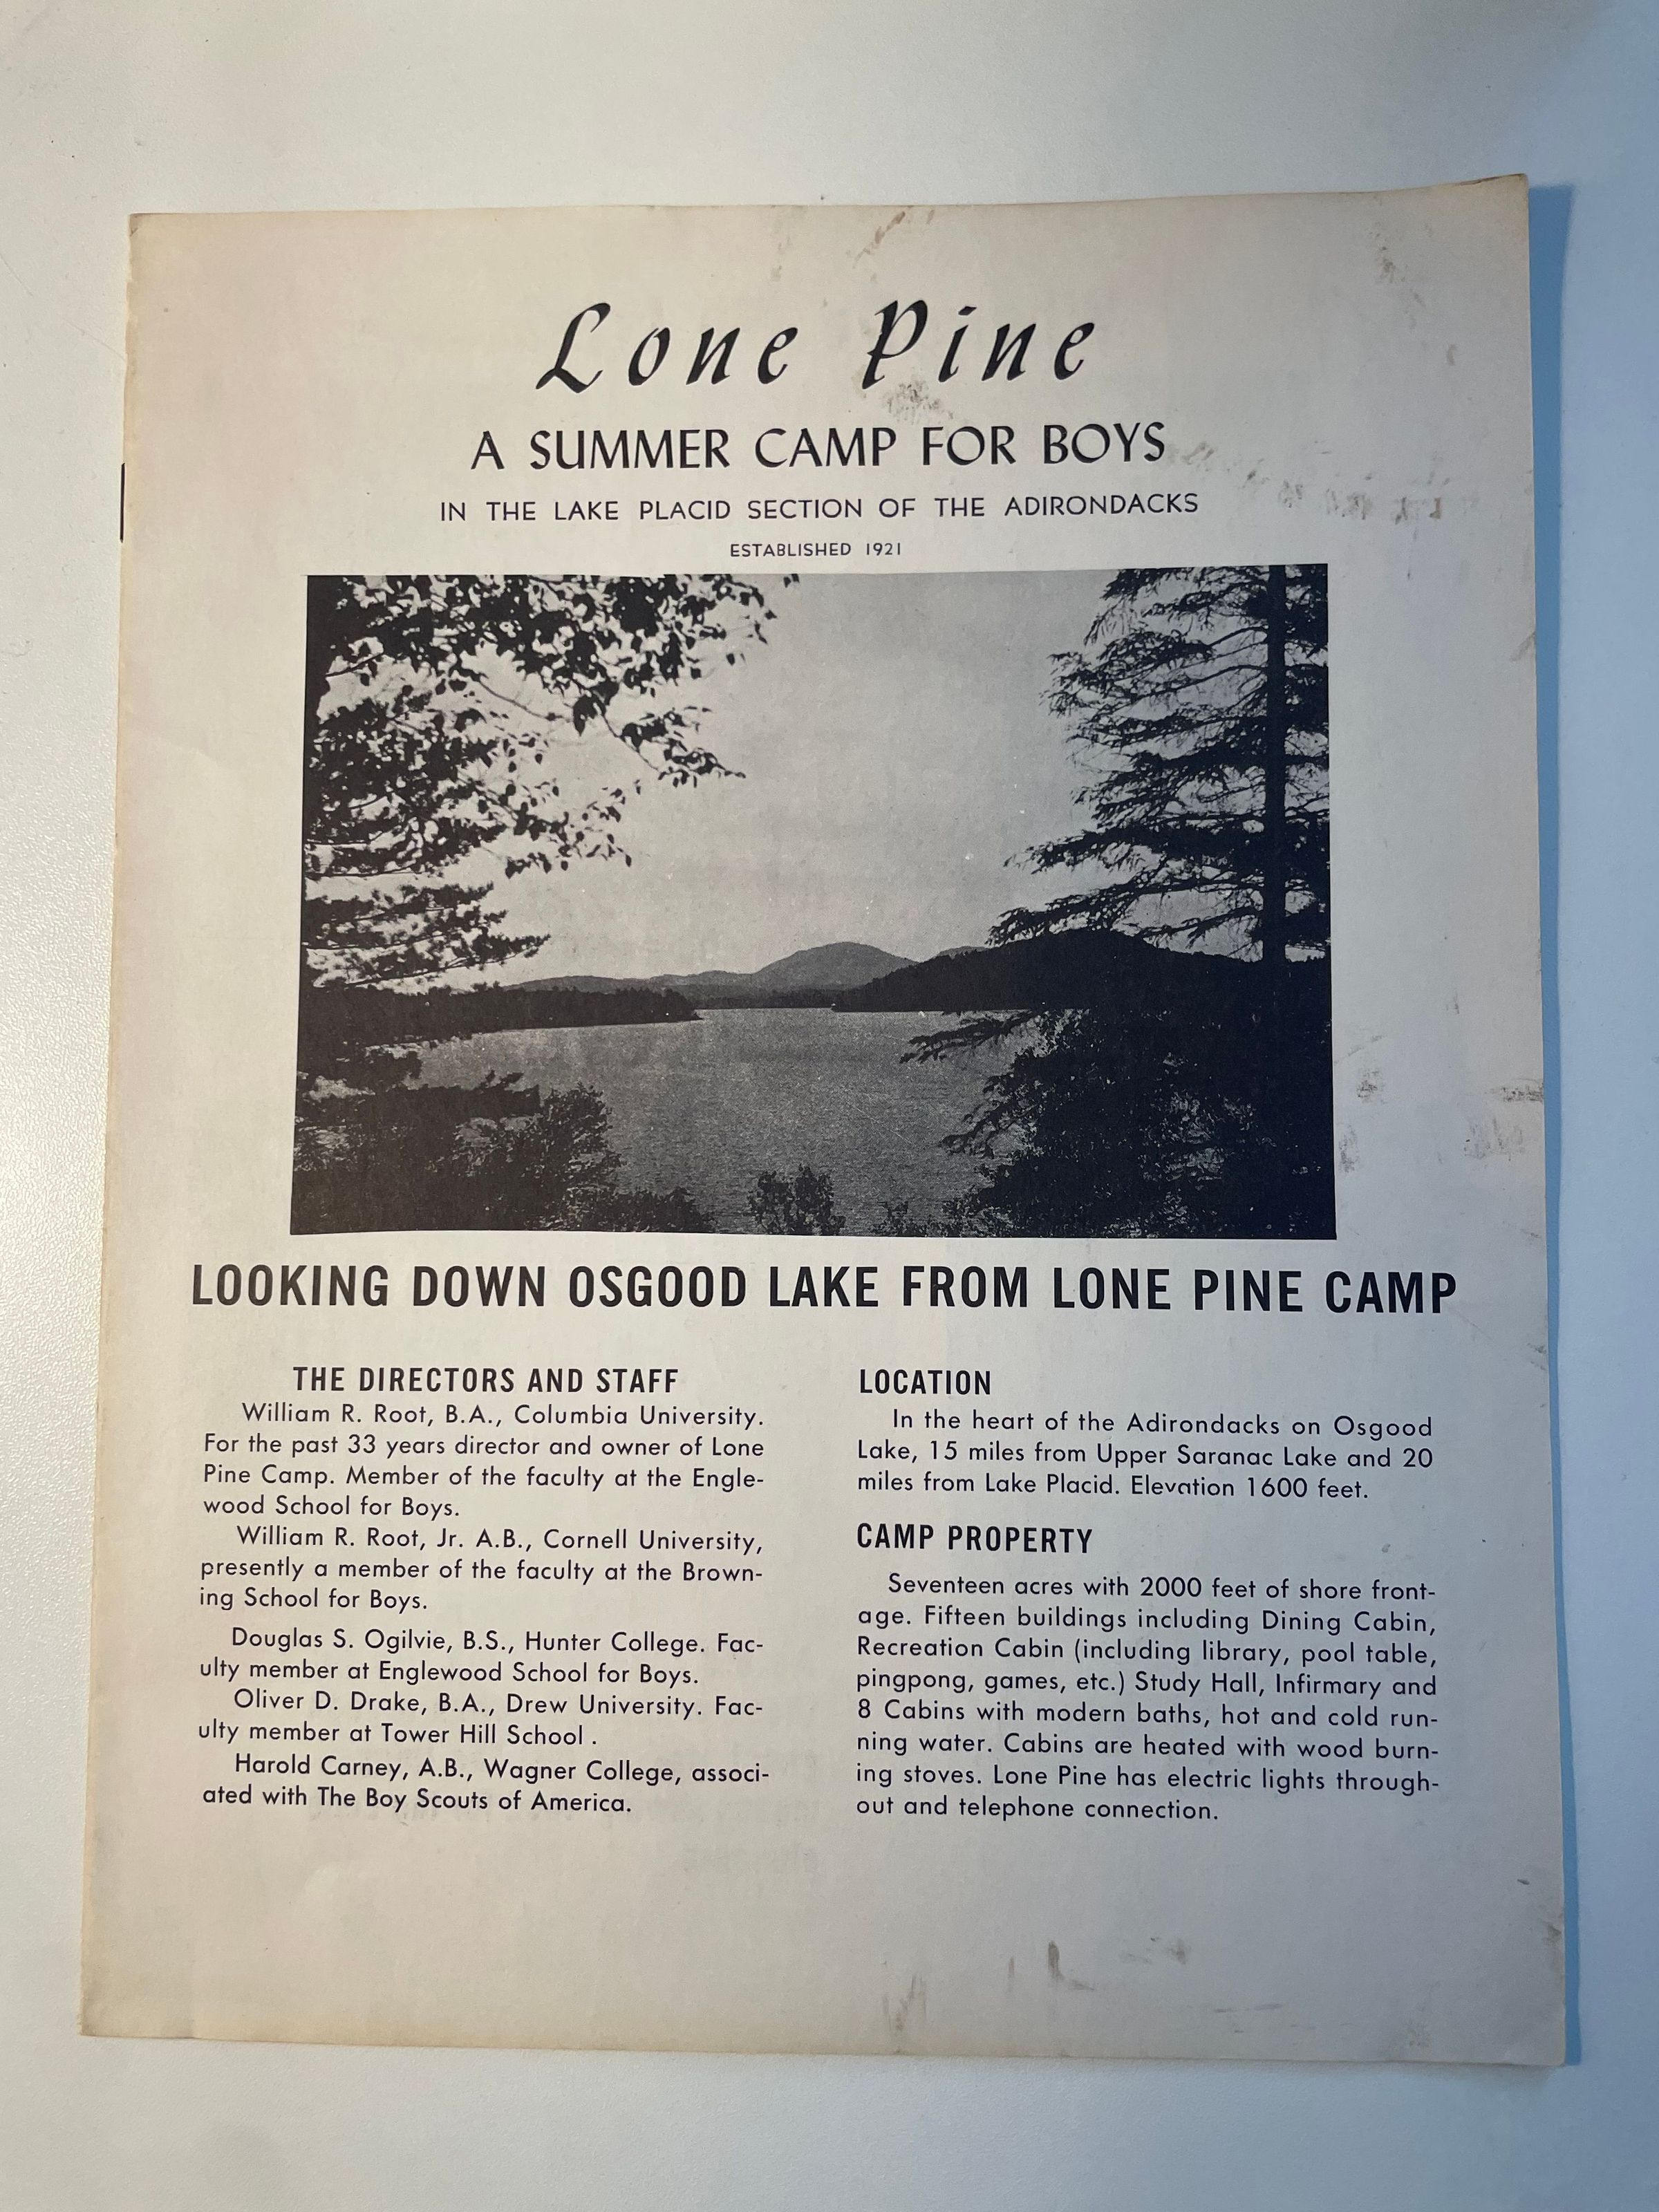 Lone Pine
A SUMMER CAMP FOR BOYS
IN THE LAKE PLACID SECTION OF THE ADIRONDACKS
ESTABLISHED 1921
LOOKING DOWN OSGOOD LAKE FROM LONE PINE CAMP
THE DIRECTORS AND STAFF
William R. Root, B.A., Columbia University.
For the past 33 years director and owner of Lone
Pine Camp. Member of the faculty at the Engle-
wood School for Boys.
William R. Root, Jr. A.B., Cornell University,
presently a member of the faculty at the Brown-
ing School for Boys.
Douglas S. Ogilvie, B.S., Hunter College. Fac-
ulty member at Englewood School for Boys.
Oliver D. Drake, B.A., Drew University. Fac-
ulty member at Tower Hill School .
Harold Carney, A.B., Wagner College, associ-
ated with The Boy Scouts of America.
LOCATION
In the heart of the Adirondacks on Osgood
Lake, 15 miles from Upper Saranac Lake and 20
miles from Lake Placid. Elevation 1600 feet.
CAMP PROPERTY
Seventeen acres with 2000 feet of shore front-
age. Fifteen buildings including Dining Cabin,
Recreation Cabin (including library, pool table,
pingpong, games, etc.) Study Hall, Infirmary and
8 Cabins with modern baths, hot and cold run-
ning water. Cabins are heated with wood burn-
ing stoves. Lone Pine has electric lights through-
out and telephone connection.